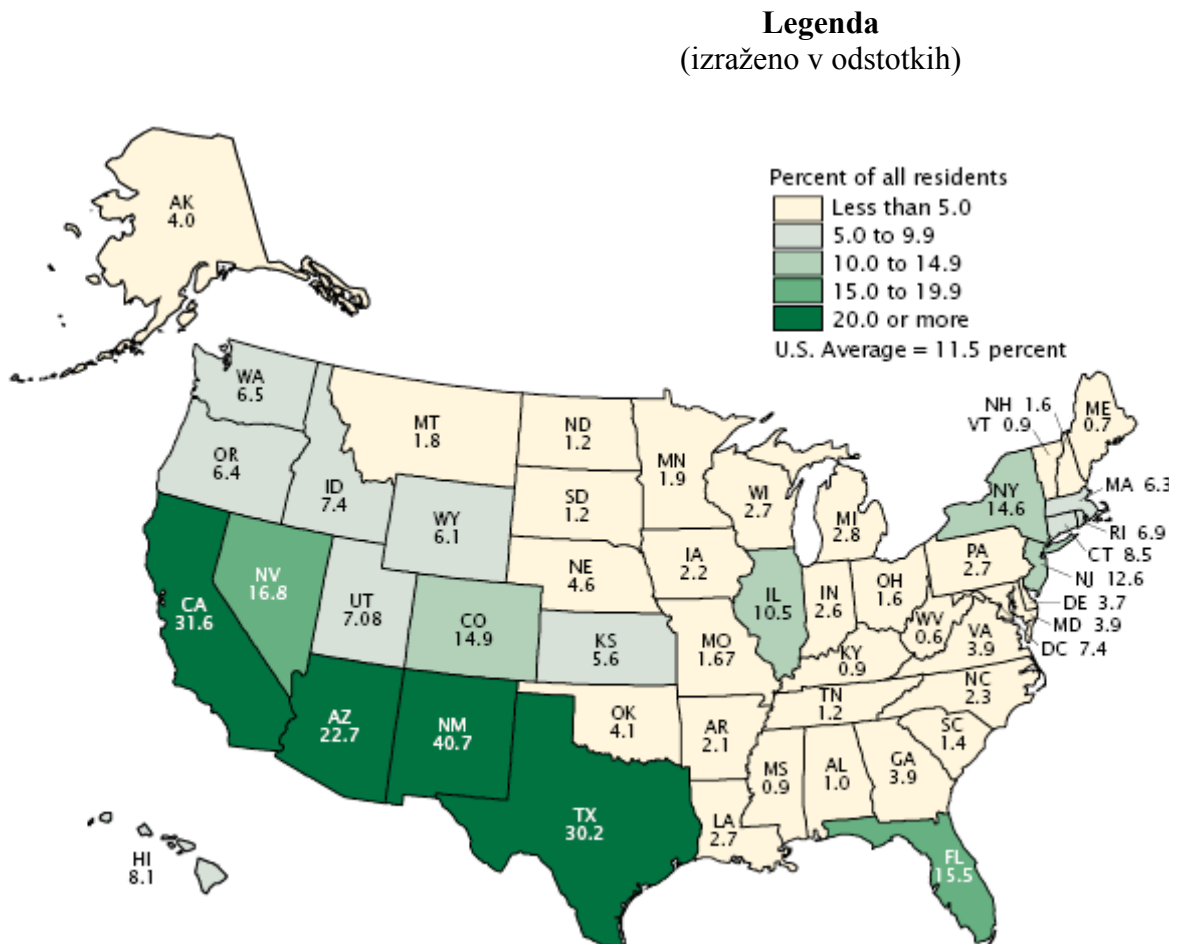 Legenda
(izraženo v odstotkih)
Percent of all residents
Less than 5.0
5.0 to 9.9
10.0 to 14.9
15.0 to 19.9
20.0 or more
U.S. Average = 11.5 percent
AK
4.0
WA
6.5
OR
6.4
ID
7.4
MT
1.8
WY
6.1
ND
1.2
SD
1.2
NE
4.6
KS
5.6
MN
1.9
IA
2.2
WI
2.7
MI
2.8
NH 1.6
VT 0.9
ME
0.7
NY
14.6
MA 6.3
RI 6.9
CT 8.5
NJ 12.6
DE 3.7
MD 3.9
DC 7.4
PA
2.7
OH
1.6
IN
2.6
IL
10.5
WV
0.6
VA
3.9
KY
0.9
NC
2.3
TN
1.2
SC
1.4
GA
3.9
AL
1.0
MS
0.9
FL
15.5
LA
2.7
AR
2.1
MO
1.67
OK
4.1
TX
30.2
NM
40.7
AZ
22.7
CO
14.9
UT
7.08
NV
16.8
CA
31.6
HI
8.1